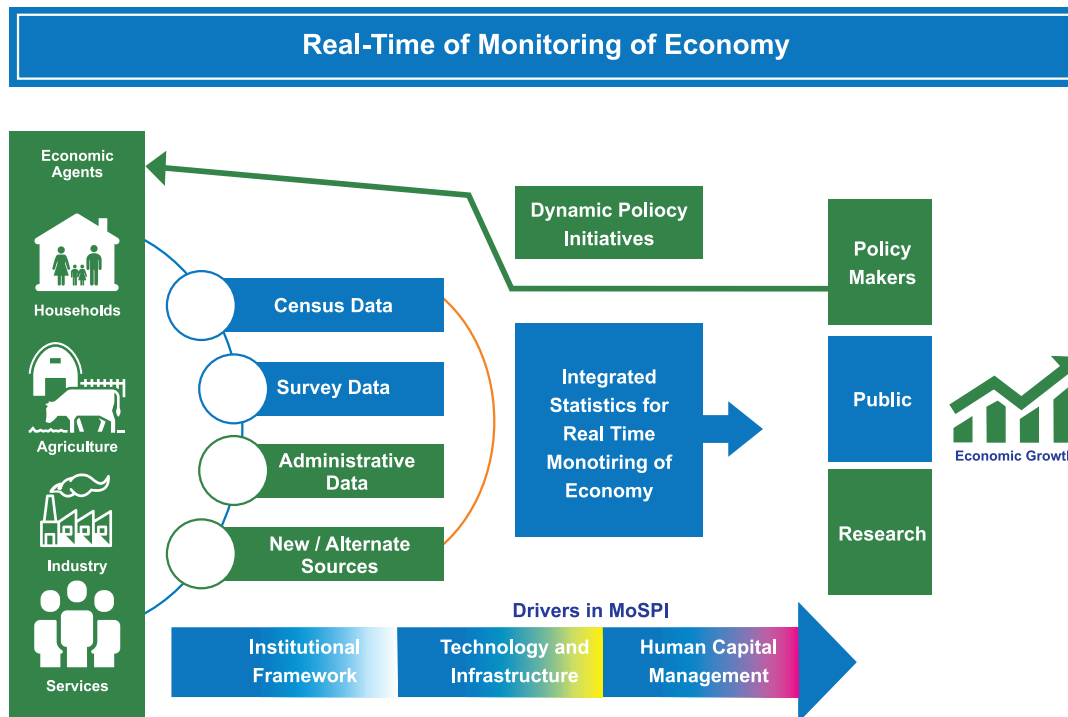 Real-Time of Monitoring of Economy
Economic
Agents
Households
Agriculture
Industry
Services
Census Data
Survey Data
Administrative
Data
New / Alternate
Sources
Dynamic Poliocy
Initiatives
Integrated
Statistics for
Real Time
Monotiring of
Economy
Policy
Makers
Public
Research
Economic Growth
Drivers in MoSPI
Institutional
Framework
Technology and
Infrastructure
Human Capital
Management